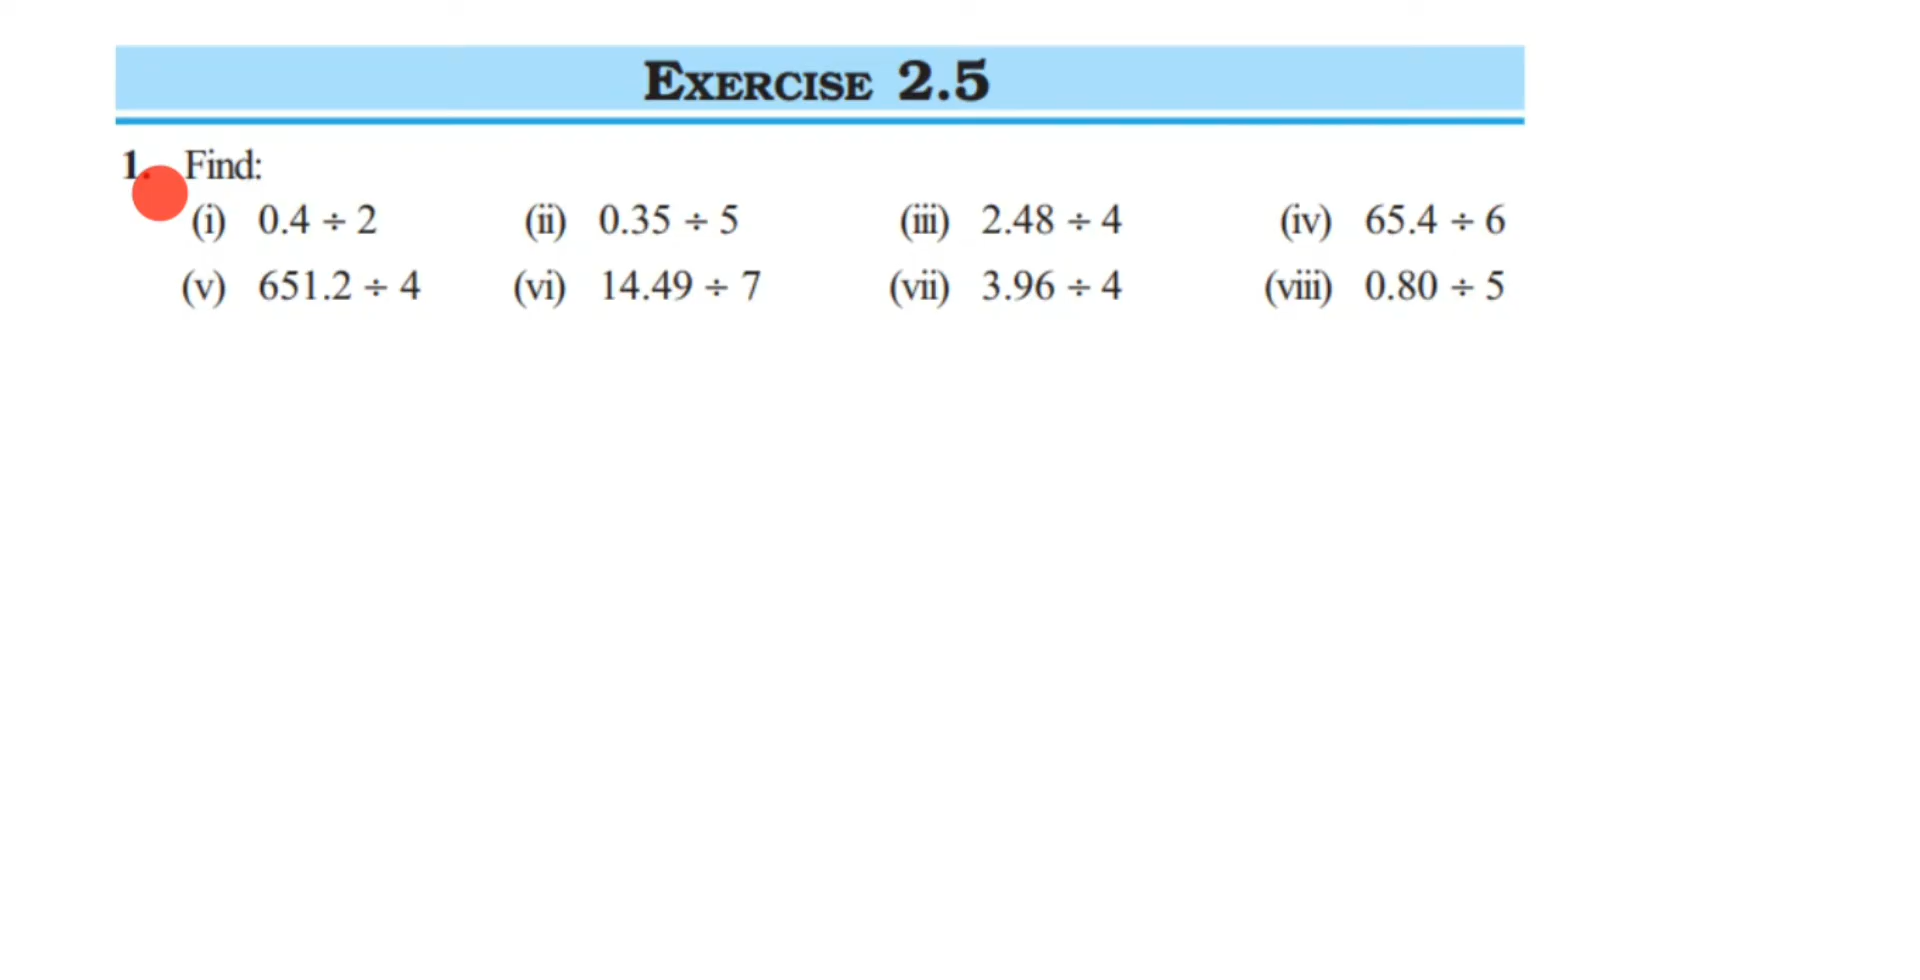 EXERCISE 2.5
1. Find:
(i) 0.4 ÷ 2 (ii) 0.35 ÷ 5 (iii) 2.48 ÷ 4 (iv) 65.4 ÷ 6
(v) 651.2 ÷ 4 (vi) 14.49 ÷ 7 (vii) 3.96 ÷ 4 (viii) 0.80 ÷ 5